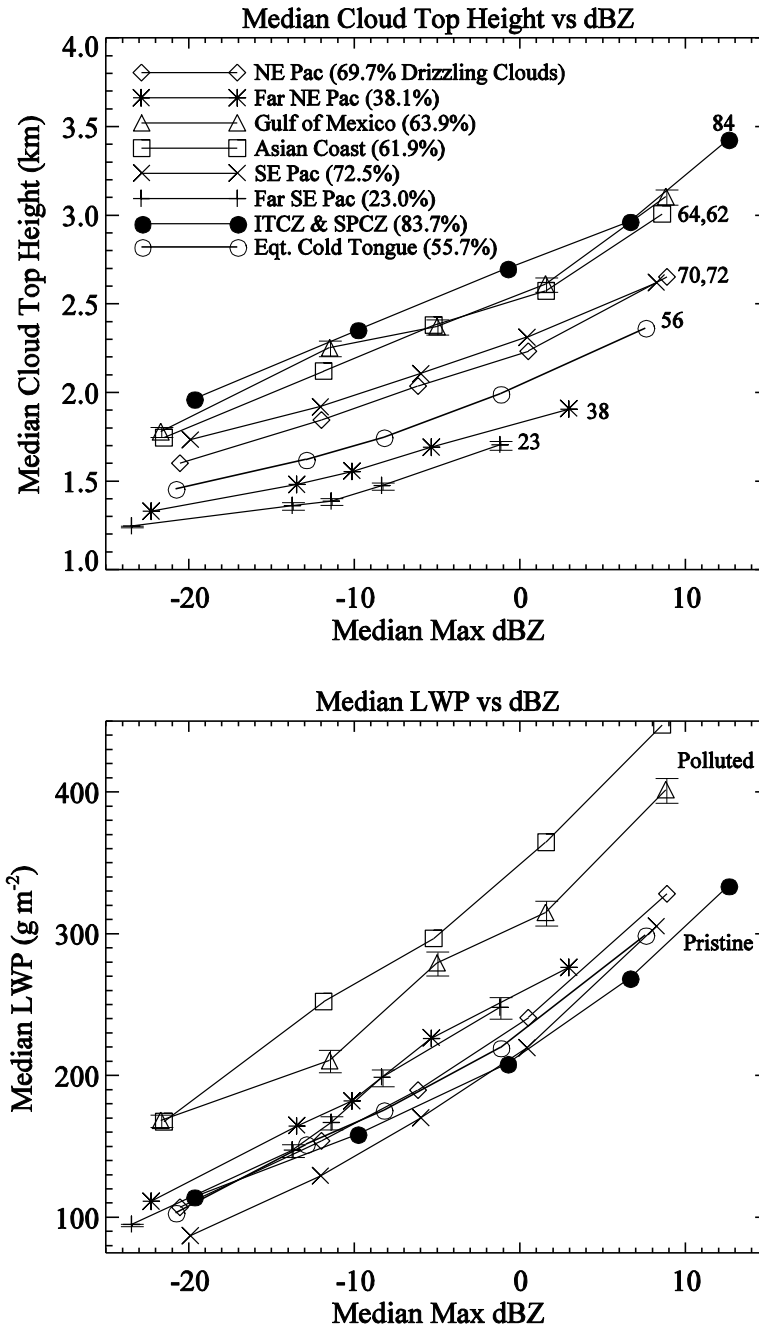 Median Cloud Top Height vs dBZ
4.0
3.5
3.0
2.5
2.0
1.5
1.0
Median Cloud Top Height (km)
NE Pac (69.7% Drizzling Clouds)
Far NE Pac (38.1%)
Gulf of Mexico (63.9%)
Asian Coast (61.9%)
SE Pac (72.5%)
Far SE Pac (23.0%)
ITCZ & SPCZ (83.7%)
Eqt. Cold Tongue (55.7%)
84
64,62
70,72
56
38
23
-20 -10 0 10
Median Max dBZ
Median LWP vs dBZ
400
300
200
100
Median LWP (g m-2)
Polluted
Pristine
-20 -10 0 10
Median Max dBZ